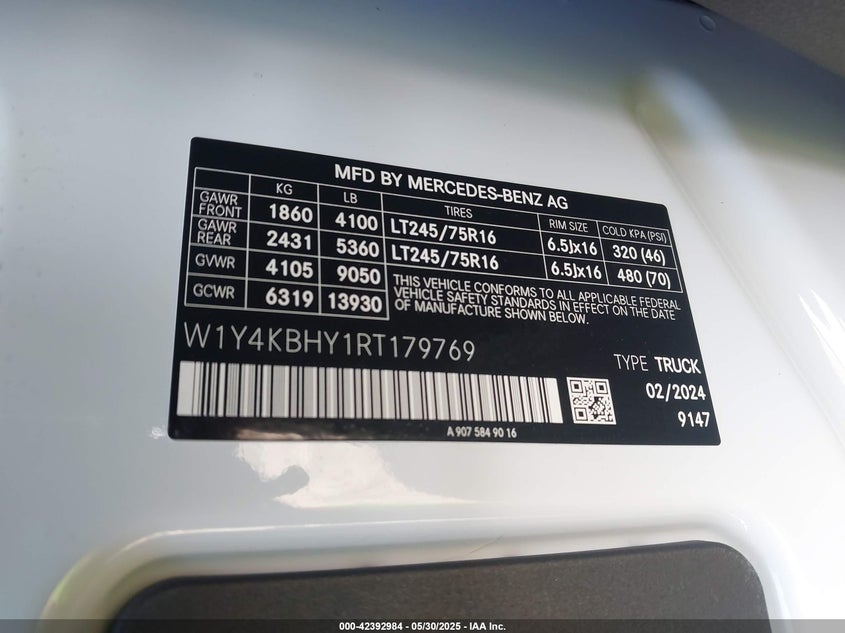 MFD BY MERCEDES-BENZ AG
KG LB TIRES RIM SIZE COLD KPA (PSI)
GAWR FRONT 1860 4100 LT245/75R16 6.5Jx16 320 (46)
GAWR REAR 2431 5360 LT245/75R16 6.5Jx16 480 (70)
GVWR 4105 9050
GCWR 6319 13930
THIS VEHICLE CONFORMS TO ALL APPLICABLE FEDERAL
VEHICLE SAFETY STANDARDS IN EFFECT ON THE DATE
OF MANUFACTURE SHOWN BELOW.
W1Y4KBHY1RT179769
TYPE TRUCK
02/2024
9147
A 907 584 90 16
000-42392984 - 05/30/2025 - IAA Inc.